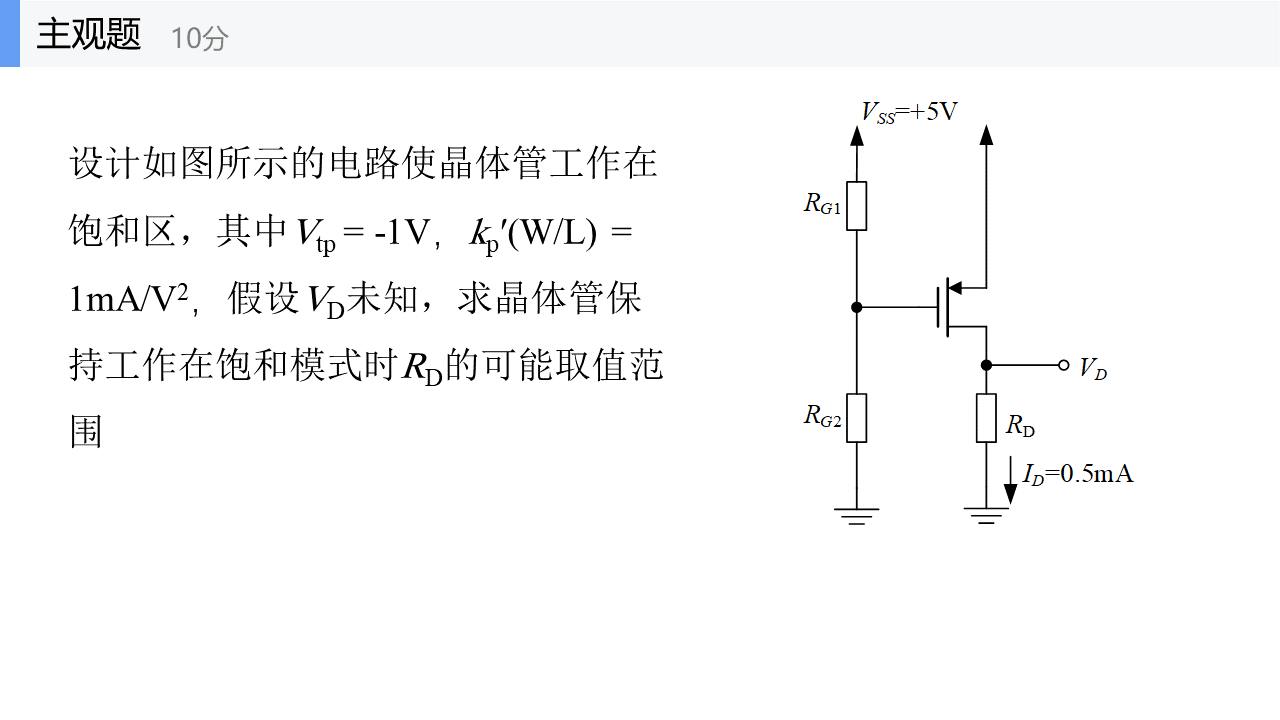 主观题 10分
设计如图所示的电路使晶体管工作在
饱和区，其中Vtp = -1V，kp′(W/L) =
1mA/V²，假设VD未知，求晶体管保
持工作在饱和模式时RD的可能取值范
围
VSS=+5V
RG1
VD
RG2
RD
ID=0.5mA